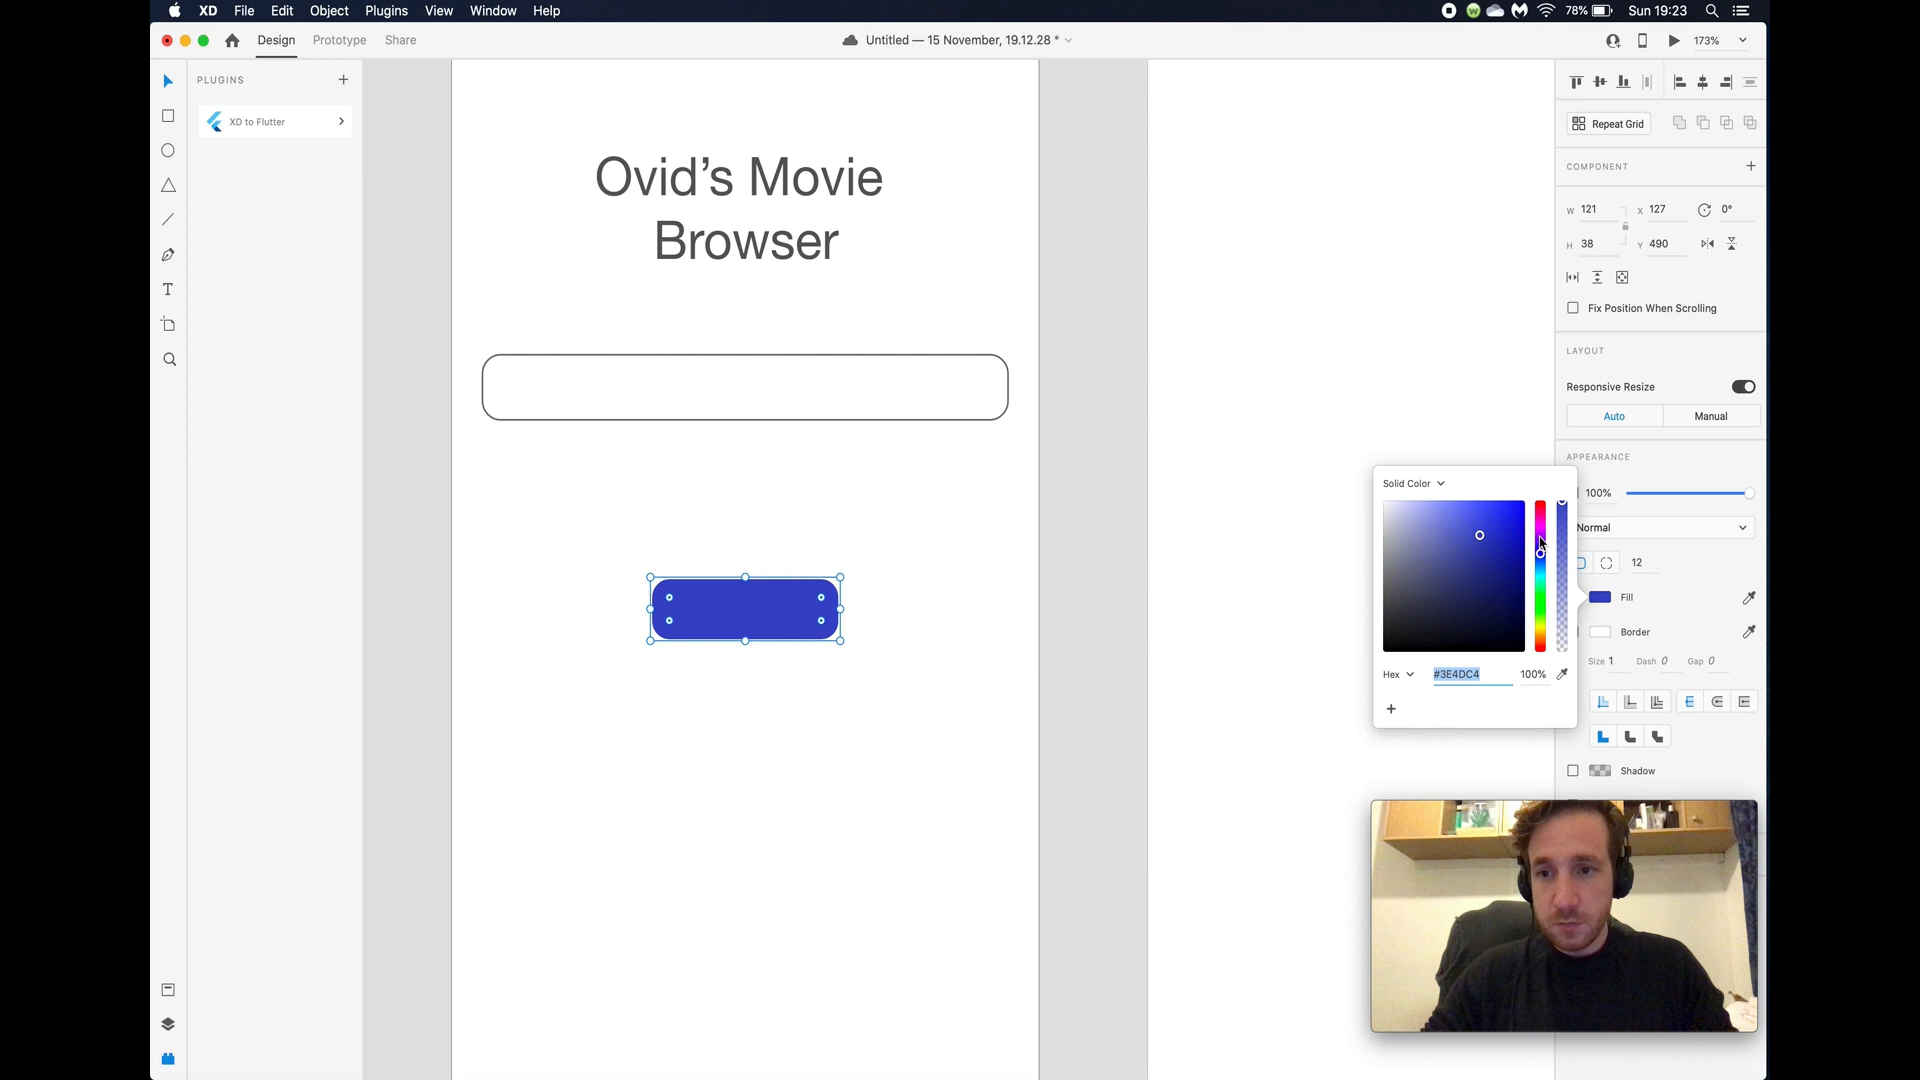 XD File Edit Object Plugins View Window Help
78% Sun 19:23
Design Prototype Share
Untitled — 15 November, 19.12.28 *
173%
PLUGINS
XD to Flutter
Ovid's Movie
Browser
Repeat Grid
COMPONENT
W 121 X 127 0°
H 38 Y 490
Fix Position When Scrolling
LAYOUT
Responsive Resize
Auto Manual
APPEARANCE
100%
Normal
12
Fill
Border
Size 1 Dash 0 Gap 0
Shadow
Solid Color
Hex #3E4DC4 100%